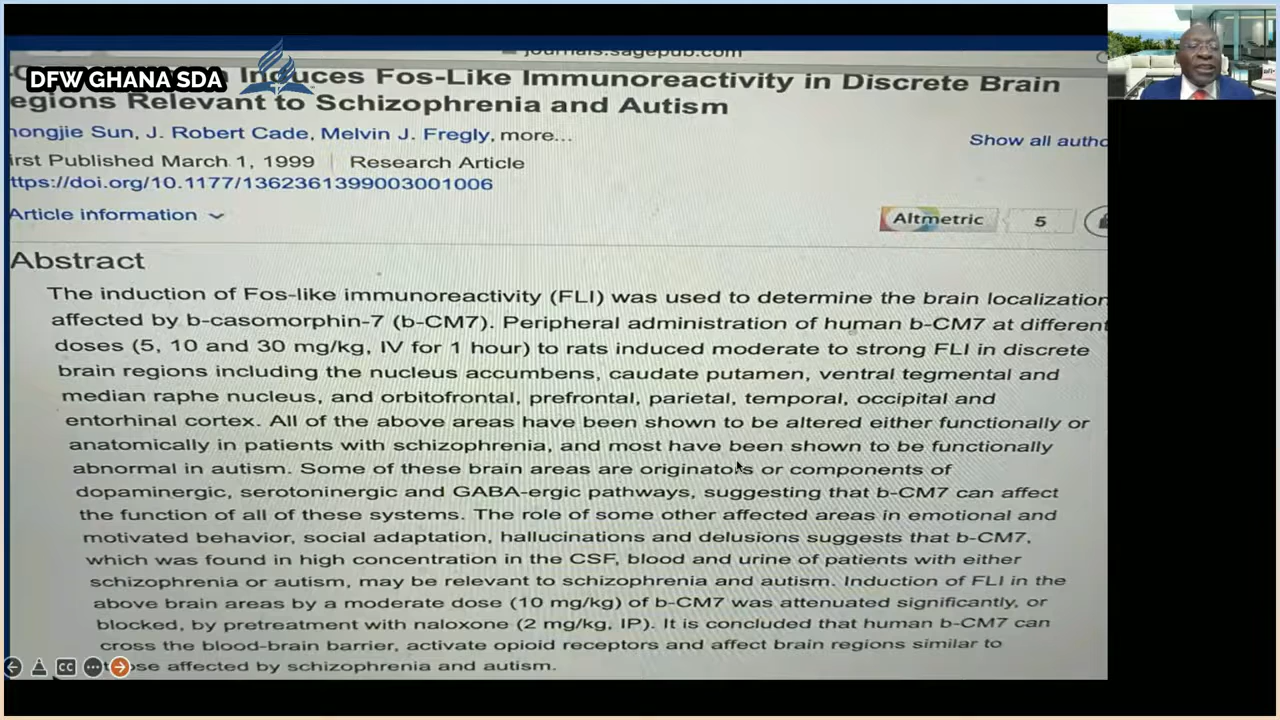 journals.sagepub.com
DFW GHANA SDA
Induces Fos-Like Immunoreactivity in Discrete Brain
egions Relevant to Schizophrenia and Autism
hongjie Sun, J. Robert Cade, Melvin J. Fregly, more...
Show all autho
irst Published March 1, 1999 | Research Article
ttps://doi.org/10.1177/1362361399003001006
Article information
Altmetric 5
Abstract
The induction of Fos-like immunoreactivity (FLI) was used to determine the brain localization
affected by b-casomorphin-7 (b-CM7). Peripheral administration of human b-CM7 at different
doses (5, 10 and 30 mg/kg, IV for 1 hour) to rats induced moderate to strong FLI in discrete
brain regions including the nucleus accumbens, caudate putamen, ventral tegmental and
median raphe nucleus, and orbitofrontal, prefrontal, parietal, temporal, occipital and
entorhinal cortex. All of the above areas have been shown to be altered either functionally or
anatomically in patients with schizophrenia, and most have been shown to be functionally
abnormal in autism. Some of these brain areas are originators or components of
dopaminergic, serotoninergic and GABA-ergic pathways, suggesting that b-CM7 can affect
the function of all of these systems. The role of some other affected areas in emotional and
motivated behavior, social adaptation, hallucinations and delusions suggests that b-CM7,
which was found in high concentration in the CSF, blood and urine of patients with either
schizophrenia or autism, may be relevant to schizophrenia and autism. Induction of FLI in the
above brain areas by a moderate dose (10 mg/kg) of b-CM7 was attenuated significantly, or
blocked, by pretreatment with naloxone (2 mg/kg, IP). It is concluded that human b-CM7 can
cross the blood-brain barrier, activate opioid receptors and affect brain regions similar to
se affected by schizophrenia and autism.
CC